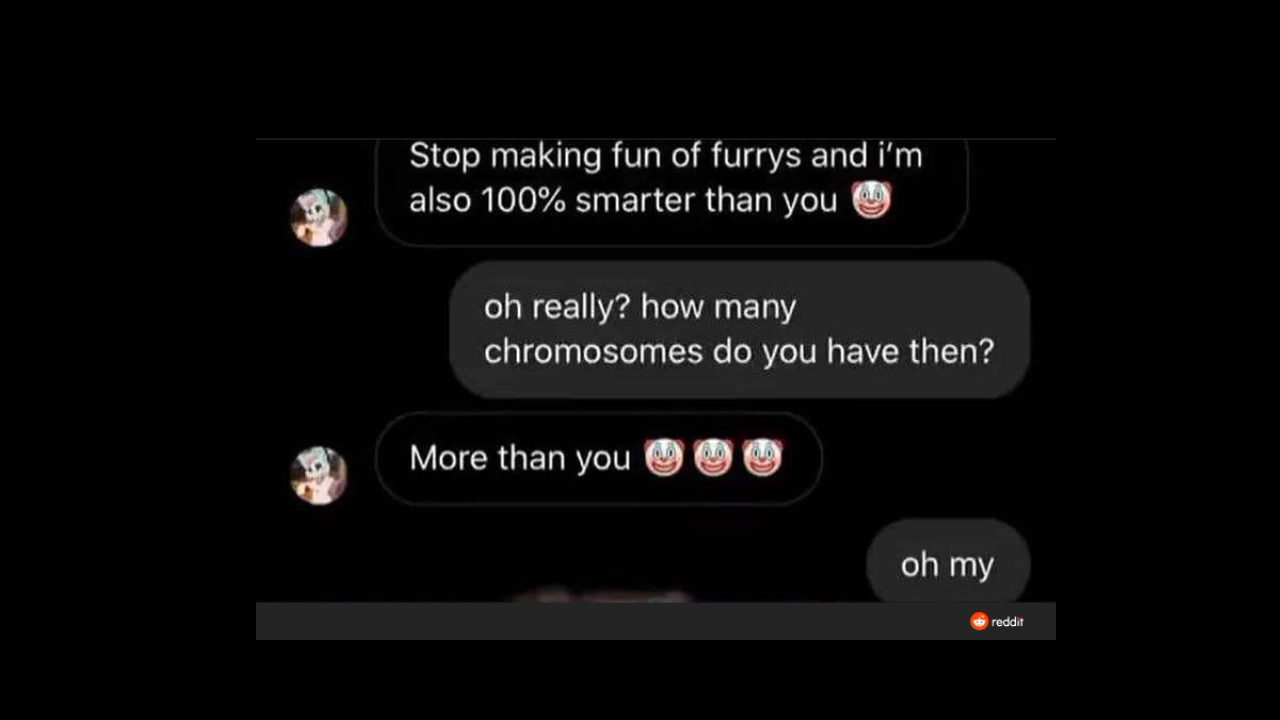 Stop making fun of furrys and i'm
also 100% smarter than you 🤡
oh really? how many
chromosomes do you have then?
More than you 🤡🤡🤡
oh my
reddit